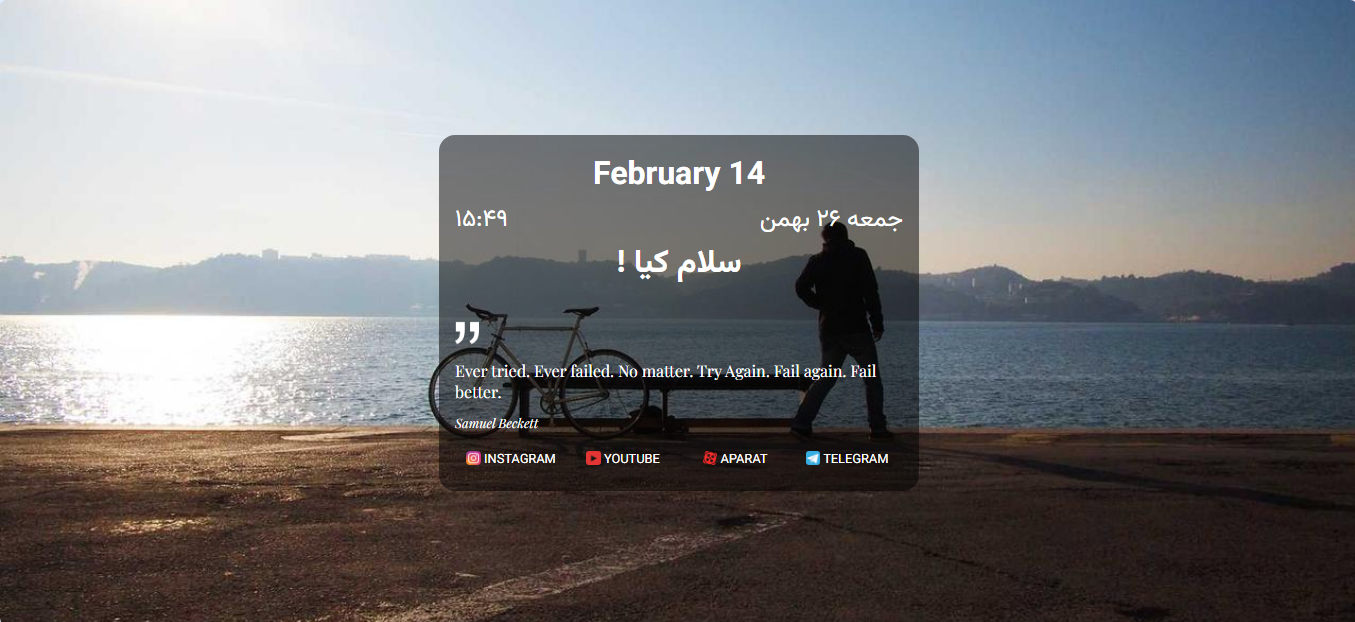 February 14
جمعه ۲۶ بهمن
۱۵:۴۹
سلام کیا !
”
Ever tried. Ever failed. No matter. Try Again. Fail again. Fail
better.
Samuel Beckett
INSTAGRAM YOUTUBE APARAT TELEGRAM